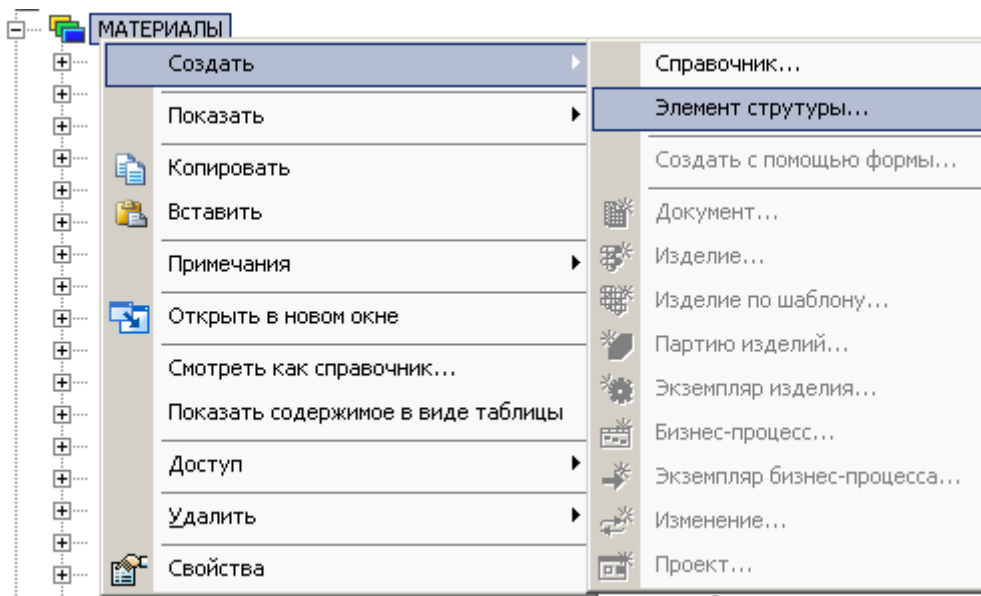 МАТЕРИАЛЫ
Создать
Показать
Копировать
Вставить
Примечания
Открыть в новом окне
Смотреть как справочник...
Показать содержимое в виде таблицы
Доступ
Удалить
Свойства
Справочник...
Элемент струтуры...
Создать с помощью формы...
Документ...
Изделие...
Изделие по шаблону...
Партию изделий...
Экземпляр изделия...
Бизнес-процесс...
Экземпляр бизнес-процесса...
Изменение...
Проект...